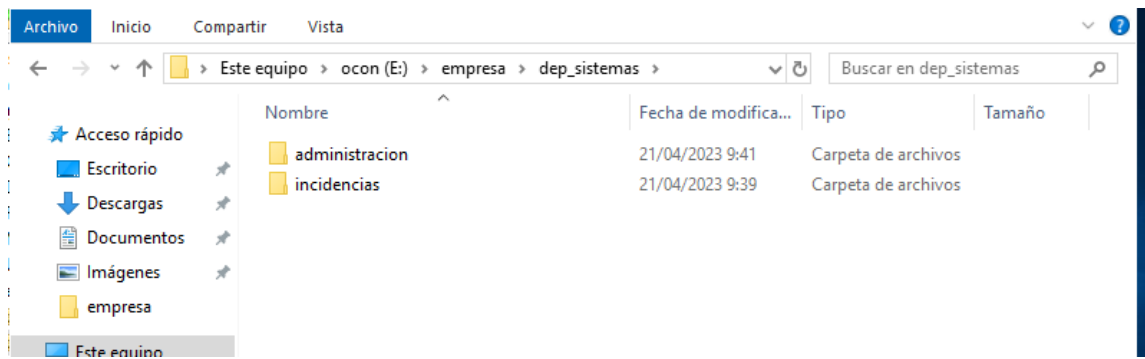 Archivo Inicio Compartir Vista
Este equipo > ocon (E:) > empresa > dep_sistemas > Buscar en dep_sistemas
Nombre Fecha de modifica... Tipo Tamaño
Acceso rápido
administracion 21/04/2023 9:41 Carpeta de archivos
Escritorio
incidencias 21/04/2023 9:39 Carpeta de archivos
Descargas
Documentos
Imágenes
empresa
Este equipo